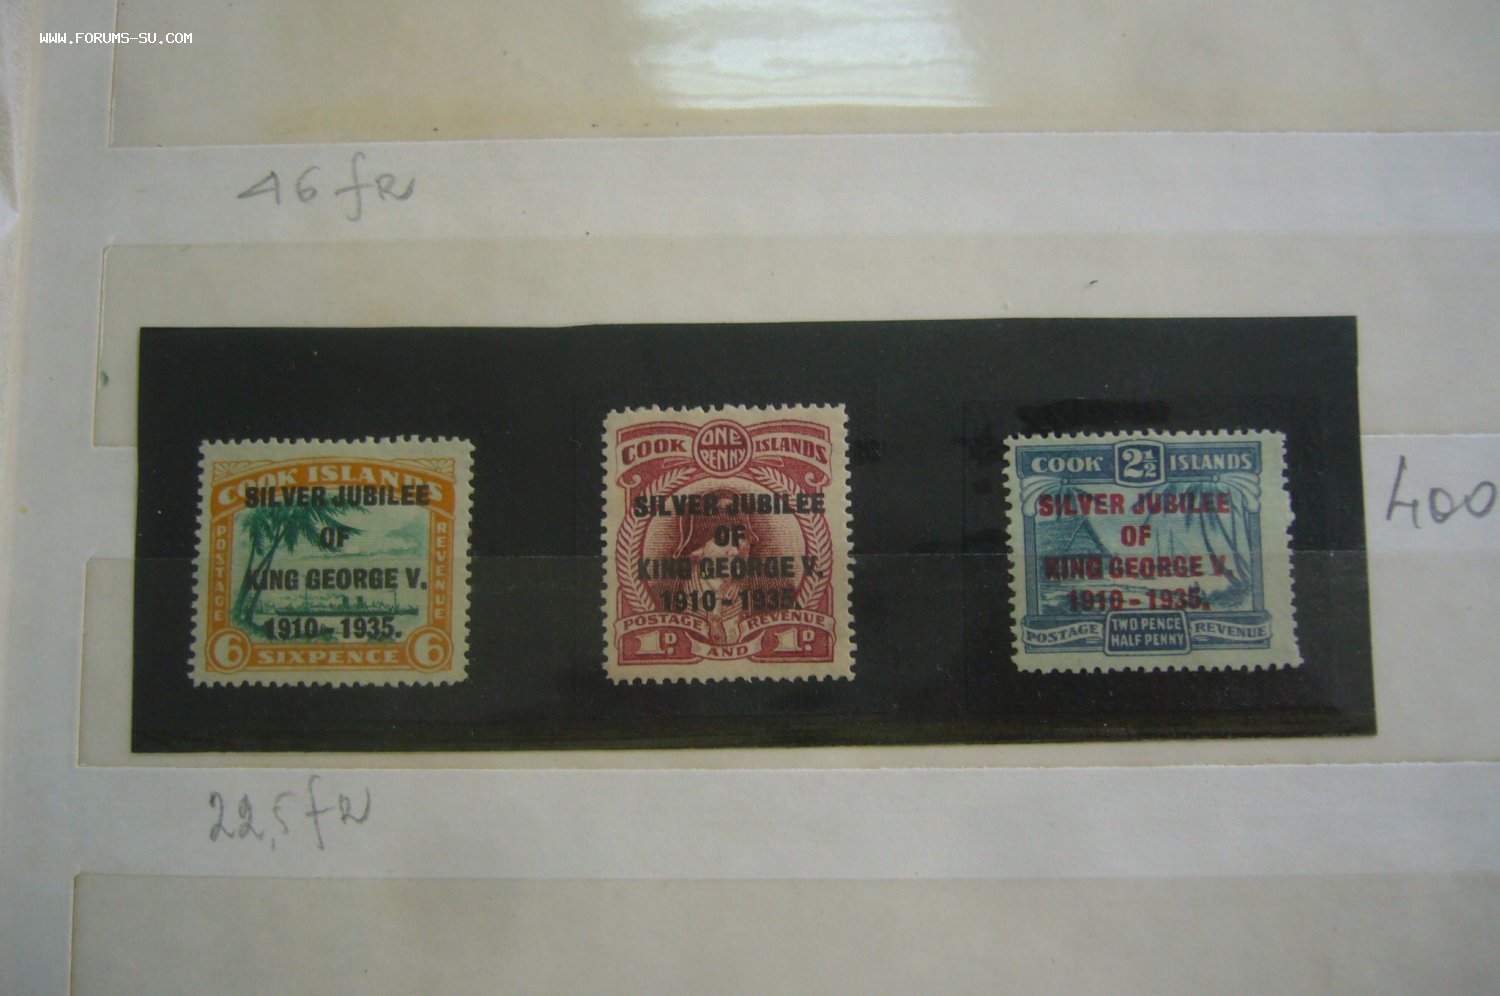 WWW.FORUMS-SU.COM
46 fr
COOK ISLANDS
SILVER JUBILEE
OF
KING GEORGE V.
1910-1935.
POSTAGE
REVENUE
6 SIXPENCE 6
COOK ONE PENNY ISLANDS
SILVER JUBILEE
OF
KING GEORGE V.
1910-1935.
POSTAGE AND REVENUE
1D 1D
COOK 2½ ISLANDS
SILVER JUBILEE
OF
KING GEORGE V.
1910-1935.
POSTAGE TWO PENCE HALF PENNY REVENUE
400
22,5 fr